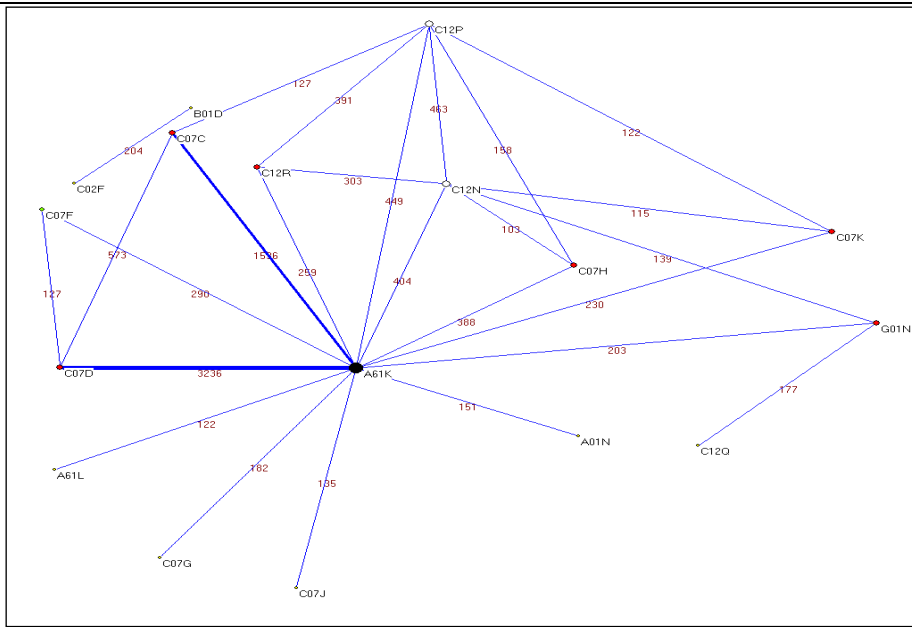 C12P
127
391
B01D
463
122
C07C
158
204
C12R
303
C12N
C02F
449
115
C07F
103
C07K
573
1536
259
139
C07H
404
127
290
230
388
G01N
203
C07D
3236
A61K
177
151
122
A01N
C12Q
182
A61L
135
C07G
C07J